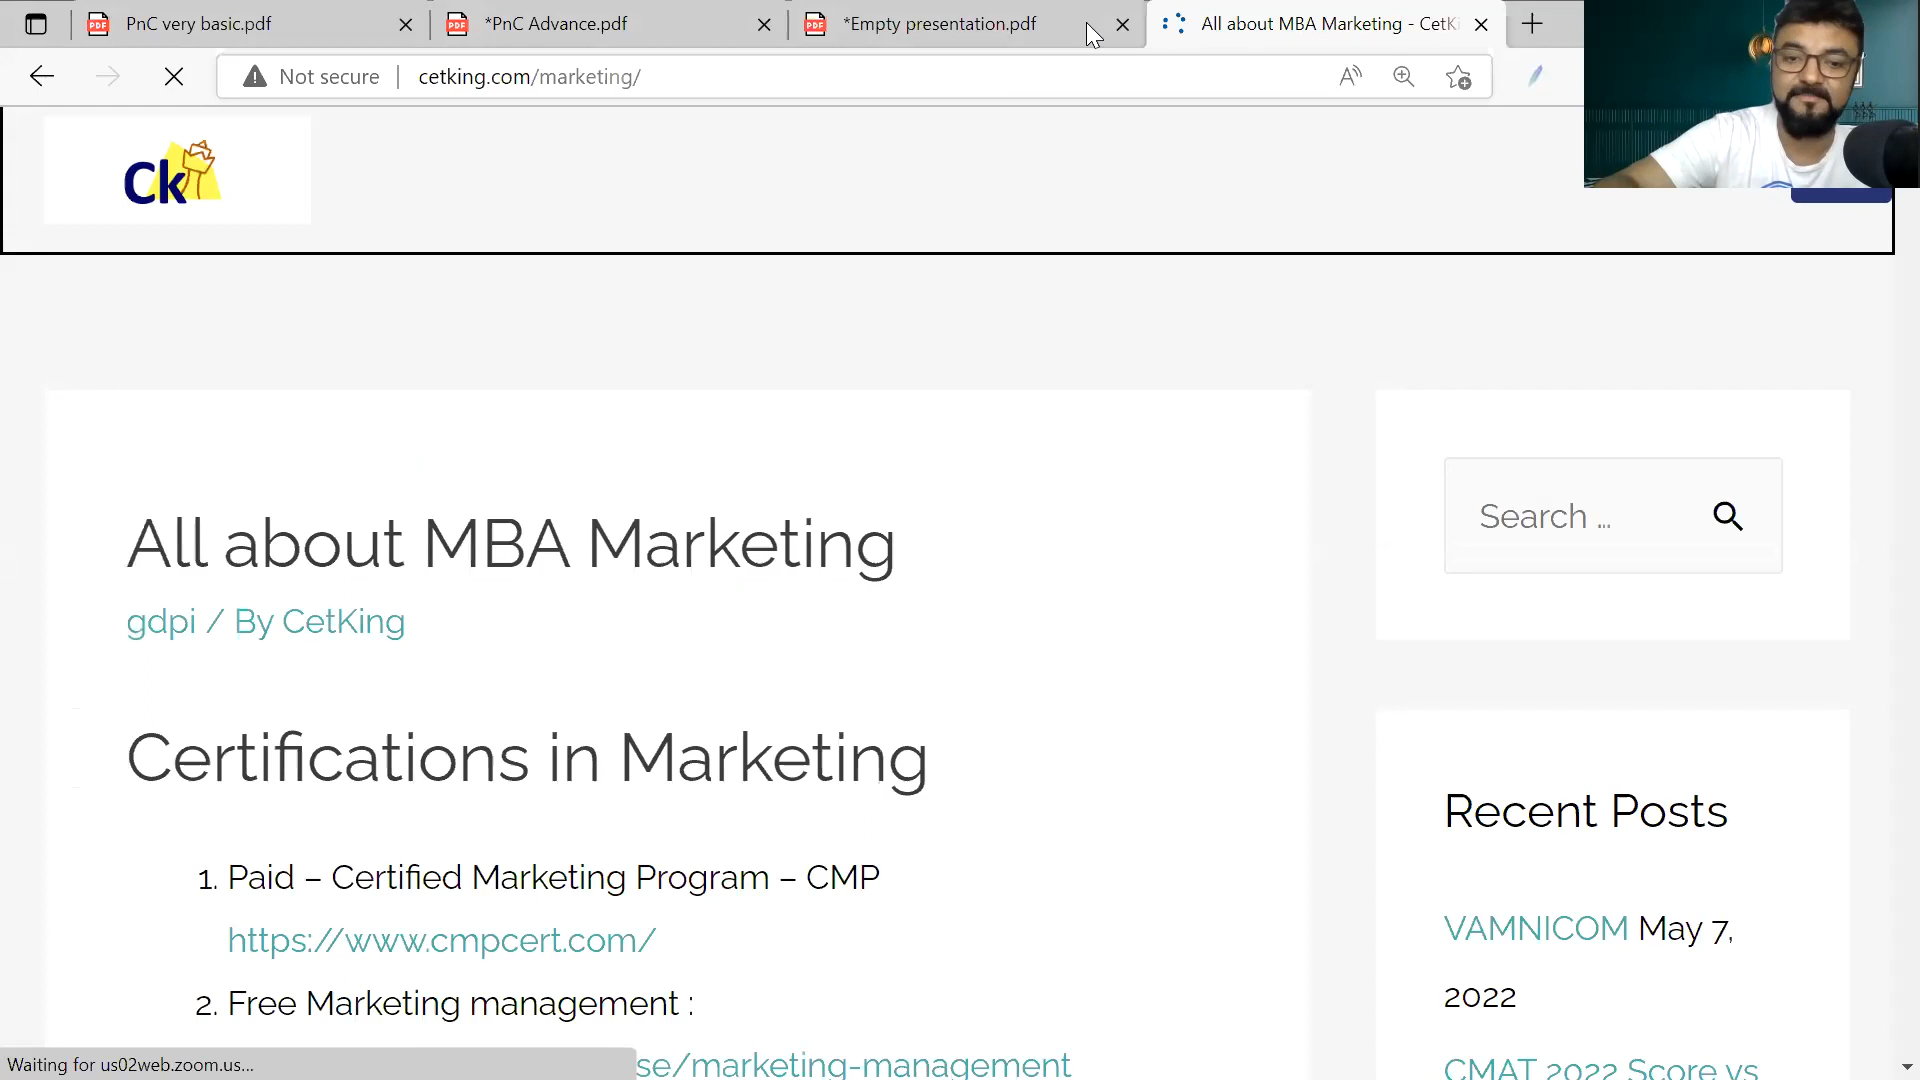 PnC very basic.pdf
*PnC Advance.pdf
*Empty presentation.pdf
All about MBA Marketing - CetKi
Not secure
cetking.com/marketing/
Ck
All about MBA Marketing
gdpi / By CetKing
Certifications in Marketing
1. Paid – Certified Marketing Program – CMP
https://www.cmpcert.com/
2. Free Marketing management :
se/marketing-management
Search ...
Recent Posts
VAMNICOM May 7,
2022
CMAT 2022 Score vs
Waiting for us02web.zoom.us...